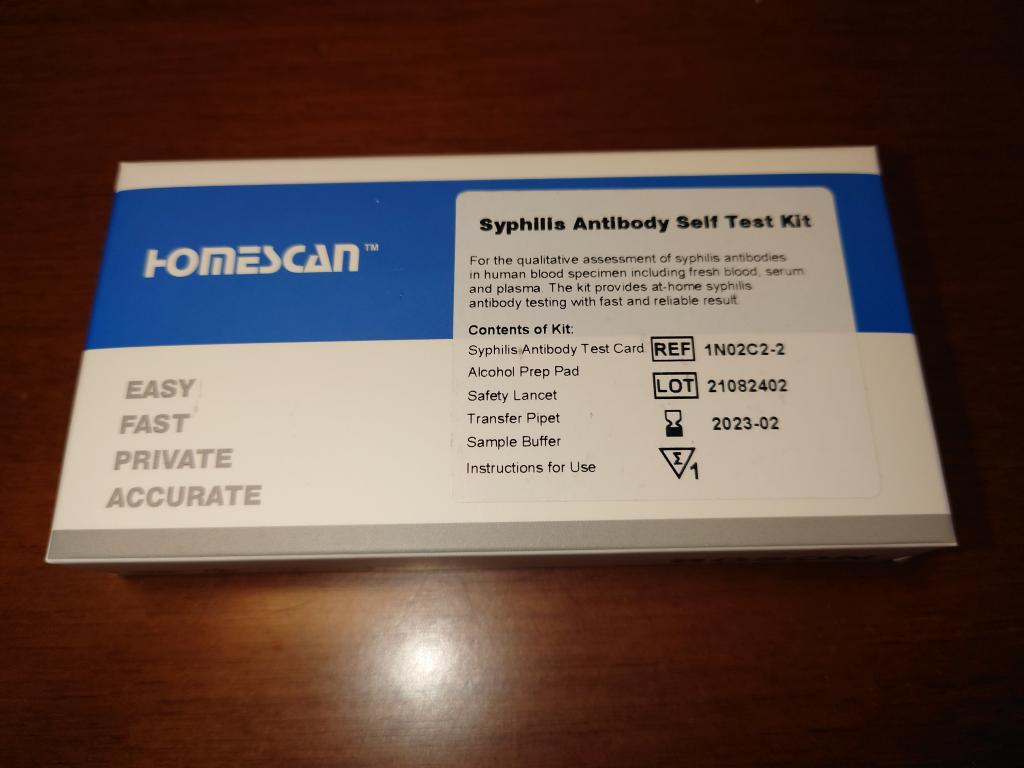 HOMESCAN™
EASY
FAST
PRIVATE
ACCURATE
Syphilis Antibody Self Test Kit
For the qualitative assessment of syphilis antibodies
in human blood specimen including fresh blood, serum
and plasma. The kit provides at-home syphilis
antibody testing with fast and reliable result.
Contents of Kit:
Syphilis Antibody Test Card
Alcohol Prep Pad
Safety Lancet
Transfer Pipet
Sample Buffer
Instructions for Use
REF 1N02C2-2
LOT 21082402
2023-02
Σ 1